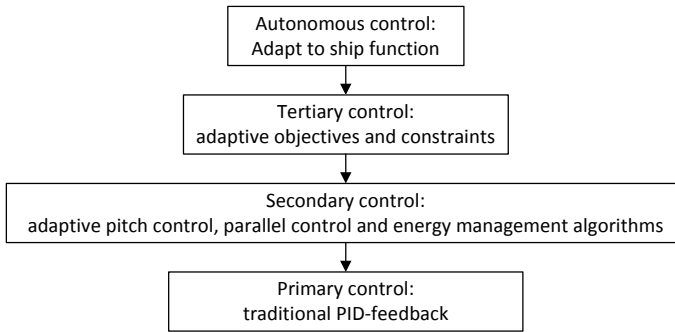 Autonomous control:
Adapt to ship function
Tertiary control:
adaptive objectives and constraints
Secondary control:
adaptive pitch control, parallel control and energy management algorithms
Primary control:
traditional PID-feedback